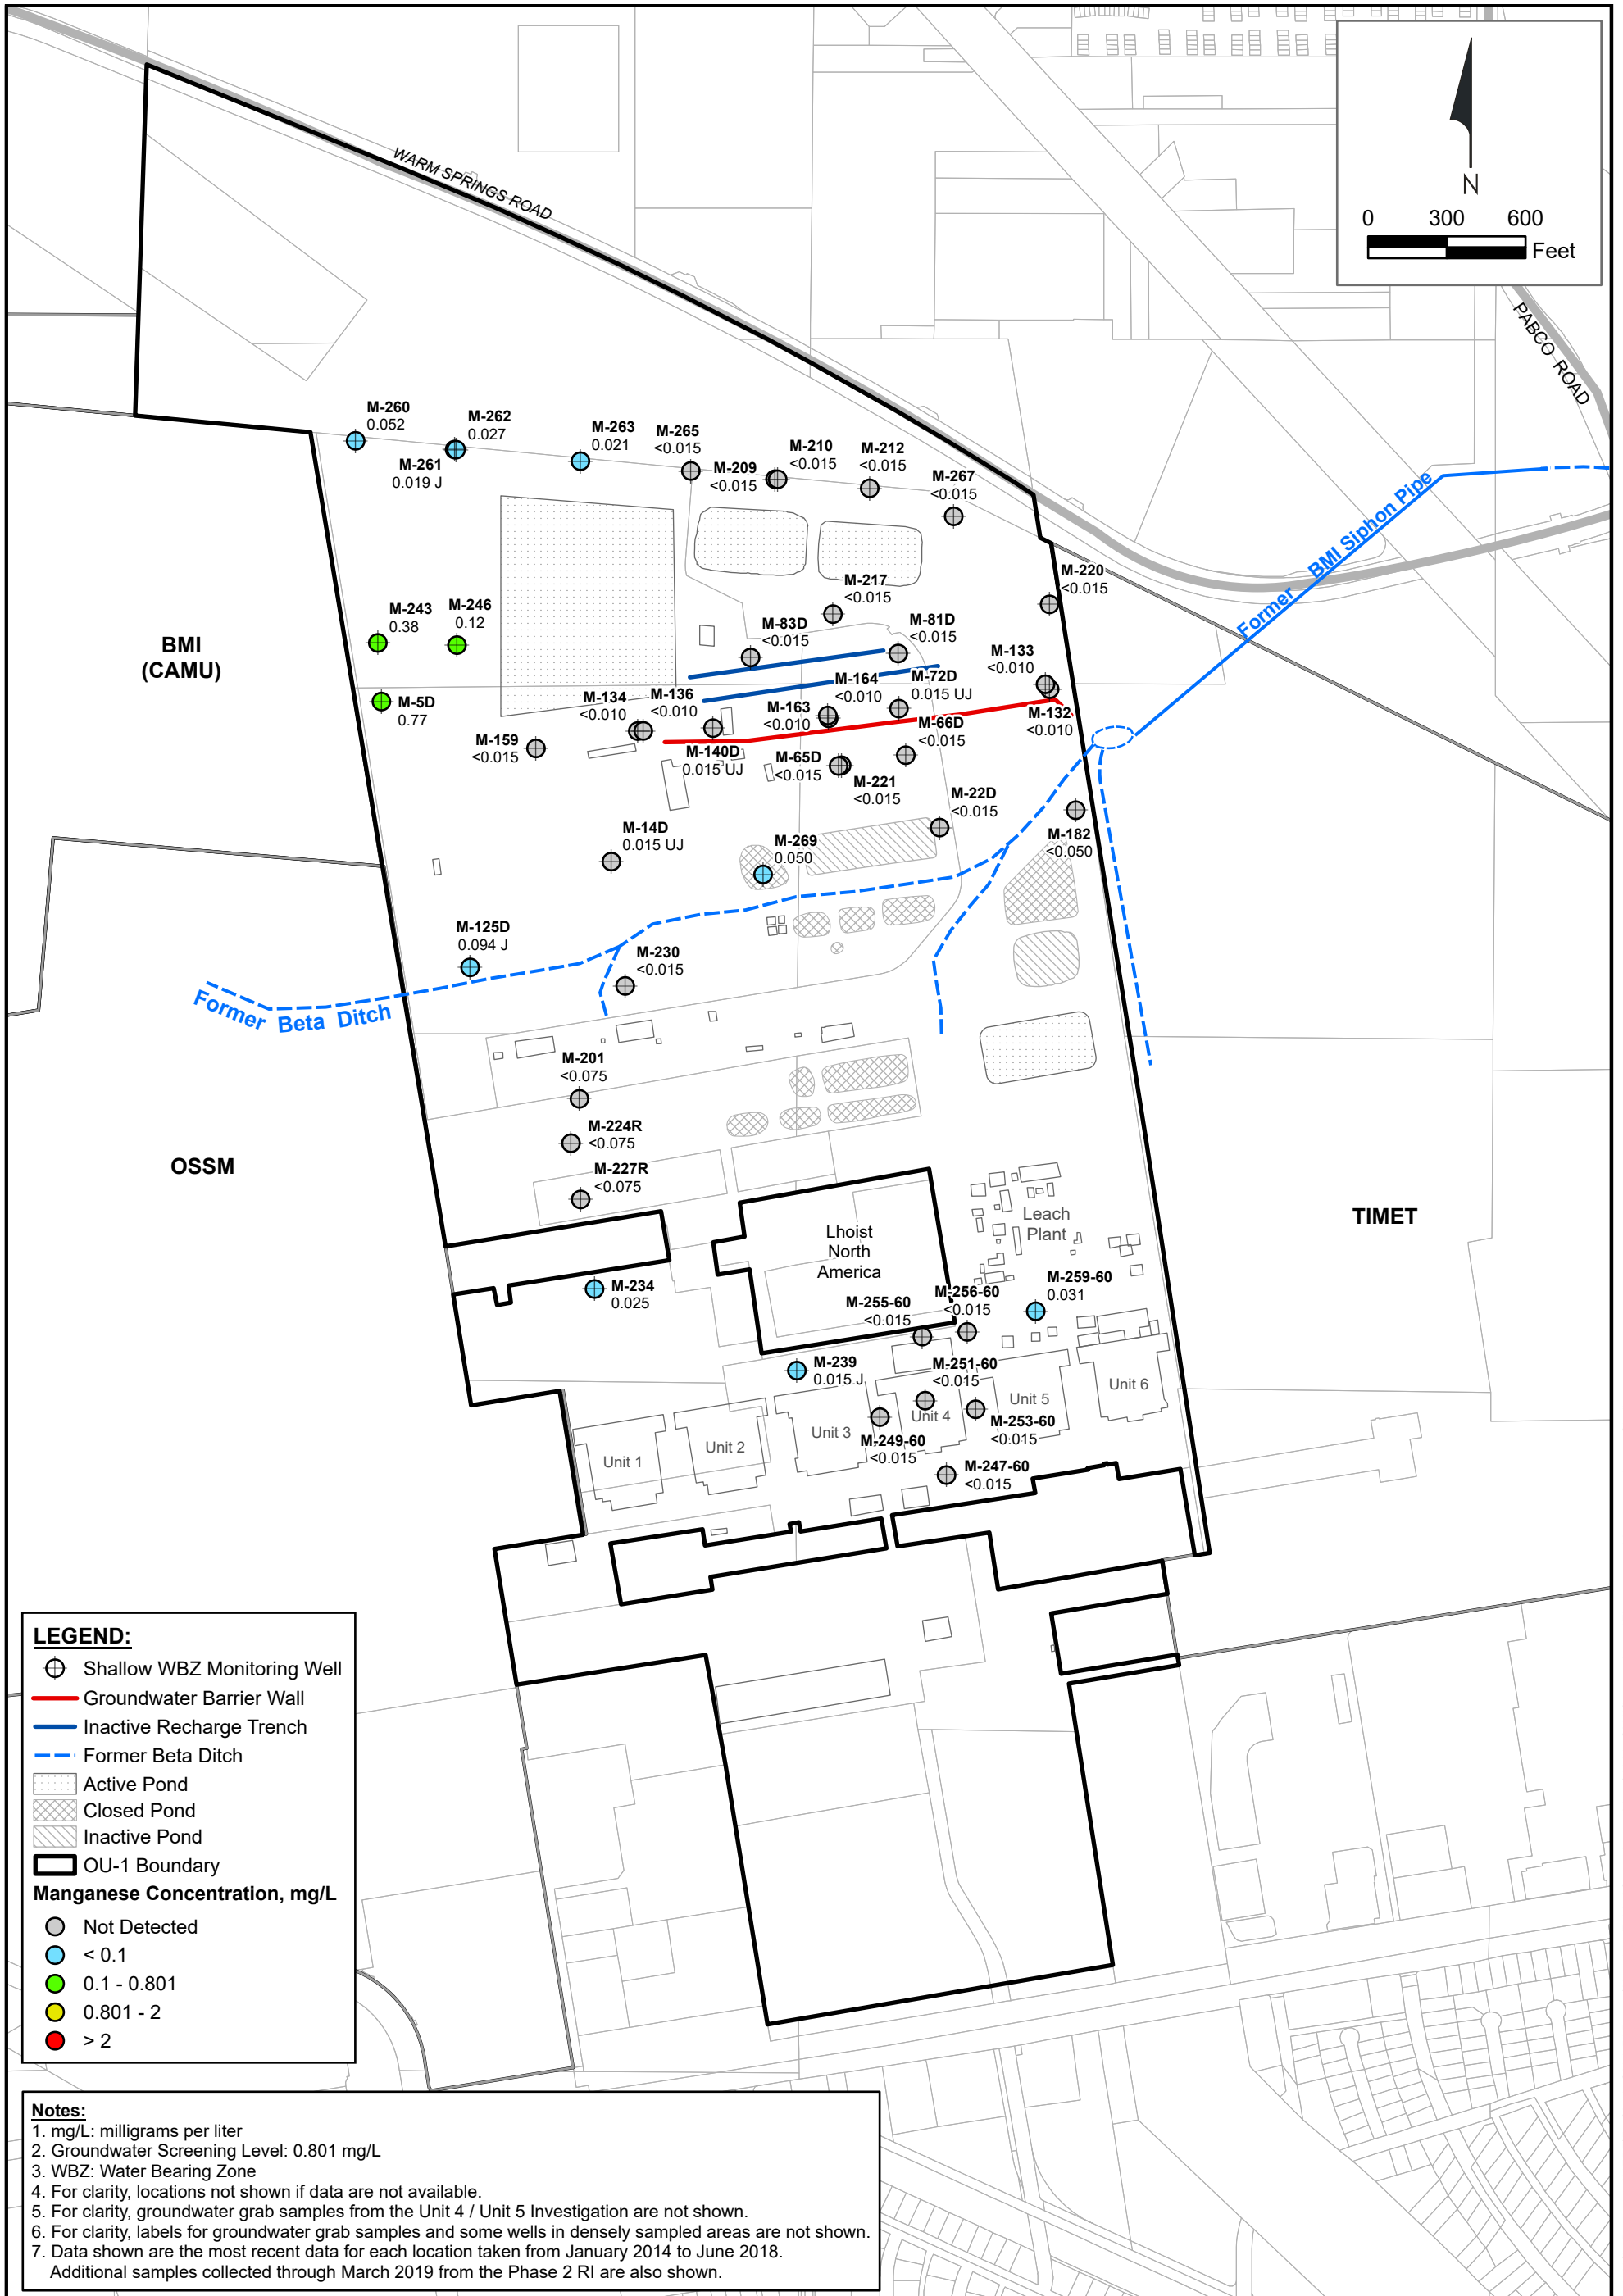 N
0 300 600
Feet
WARM SPRINGS ROAD
PABCO ROAD
M-260
0.052
M-262
0.027
M-261
0.019 J
M-263
0.021
M-265
<0.015
M-209
<0.015
M-210
<0.015
M-212
<0.015
M-267
<0.015
Former BMI Siphon Pipe
M-220
<0.015
M-217
<0.015
M-243
0.38
M-246
0.12
M-83D
<0.015
M-81D
<0.015
BMI
(CAMU)
M-133
<0.010
M-164
<0.010
M-72D
0.015 UJ
M-5D
0.77
M-134
<0.010
M-136
<0.010
M-163
<0.010
M-132
<0.010
M-66D
<0.015
M-159
<0.015
M-140D
0.015 UJ
M-65D
<0.015
M-221
<0.015
M-22D
<0.015
M-14D
0.015 UJ
M-269
0.050
M-182
<0.050
M-125D
0.094 J
M-230
<0.015
Former Beta Ditch
M-201
<0.075
M-224R
<0.075
OSSM
M-227R
<0.075
TIMET
Leach
Plant
Lhoist
North
America
M-234
0.025
M-259-60
0.031
M-256-60
<0.015
M-255-60
<0.015
M-239
0.015 J
M-251-60
<0.015
Unit 6
Unit 5
Unit 4
M-253-60
<0.015
Unit 3
M-249-60
<0.015
Unit 2
Unit 1
M-247-60
<0.015
LEGEND:
Shallow WBZ Monitoring Well
Groundwater Barrier Wall
Inactive Recharge Trench
Former Beta Ditch
Active Pond
Closed Pond
Inactive Pond
OU-1 Boundary
Manganese Concentration, mg/L
Not Detected
< 0.1
0.1 - 0.801
0.801 - 2
> 2
Notes:
1. mg/L: milligrams per liter
2. Groundwater Screening Level: 0.801 mg/L
3. WBZ: Water Bearing Zone
4. For clarity, locations not shown if data are not available.
5. For clarity, groundwater grab samples from the Unit 4 / Unit 5 Investigation are not shown.
6. For clarity, labels for groundwater grab samples and some wells in densely sampled areas are not shown.
7. Data shown are the most recent data for each location taken from January 2014 to June 2018.
Additional samples collected through March 2019 from the Phase 2 RI are also shown.